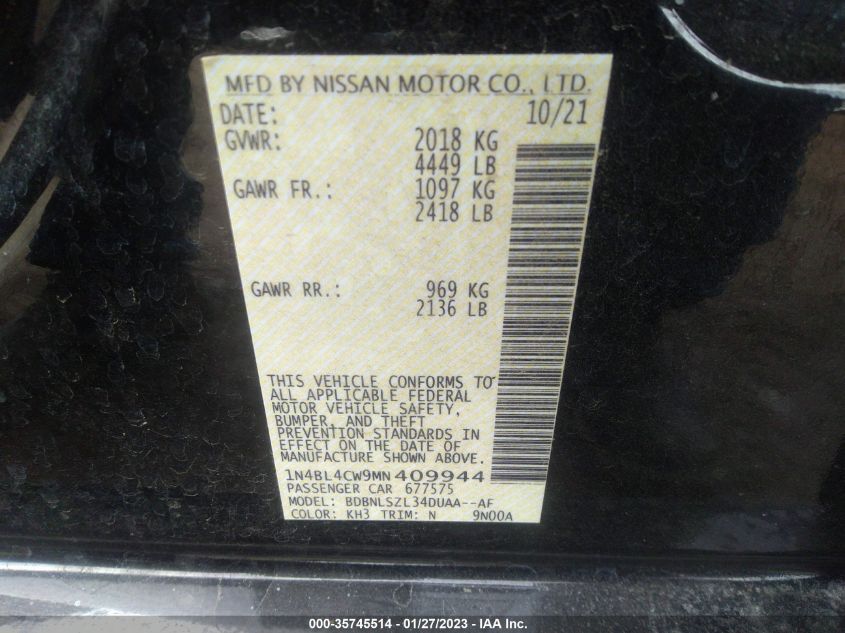 MFD BY NISSAN MOTOR CO., LTD.
DATE: 10/21
GVWR: 2018 KG
4449 LB
GAWR FR.: 1097 KG
2418 LB
GAWR RR.: 969 KG
2136 LB
THIS VEHICLE CONFORMS TO
ALL APPLICABLE FEDERAL
MOTOR VEHICLE SAFETY,
BUMPER, AND THEFT
PREVENTION STANDARDS IN
EFFECT ON THE DATE OF
MANUFACTURE SHOWN ABOVE.
1N4BL4CW9MN 409944
PASSENGER CAR 677575
MODEL: BDBNLSZL34DUAA--AF
COLOR: KH3 TRIM: N 9N00A
000-35745514 - 01/27/2023 - IAA Inc.